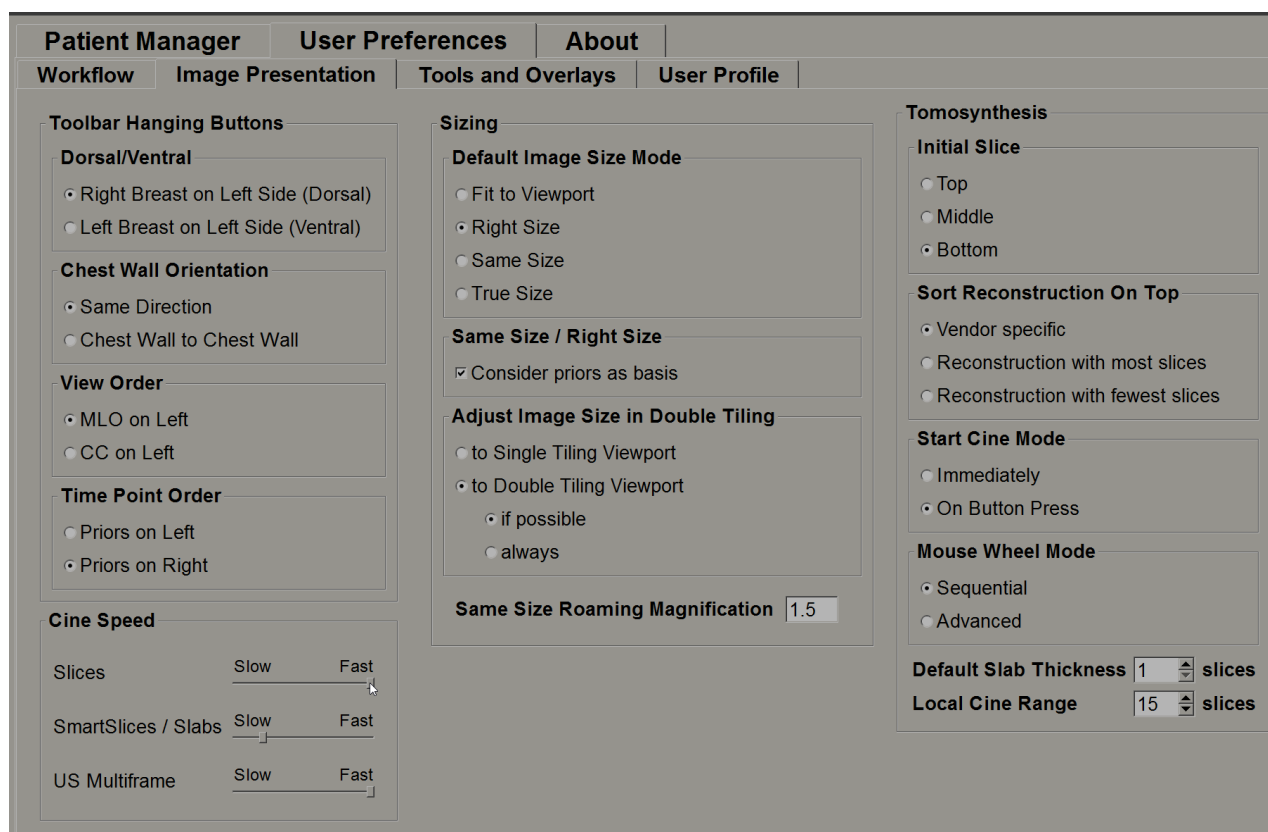 Patient Manager User Preferences About
Workflow Image Presentation Tools and Overlays User Profile
Toolbar Hanging Buttons
Dorsal/Ventral
Right Breast on Left Side (Dorsal)
Left Breast on Left Side (Ventral)
Chest Wall Orientation
Same Direction
Chest Wall to Chest Wall
View Order
MLO on Left
CC on Left
Time Point Order
Priors on Left
Priors on Right
Cine Speed
Slices Slow Fast
SmartSlices / Slabs Slow Fast
US Multiframe Slow Fast
Sizing
Default Image Size Mode
Fit to Viewport
Right Size
Same Size
True Size
Same Size / Right Size
Consider priors as basis
Adjust Image Size in Double Tiling
to Single Tiling Viewport
to Double Tiling Viewport
if possible
always
Same Size Roaming Magnification 1.5
Tomosynthesis
Initial Slice
Top
Middle
Bottom
Sort Reconstruction On Top
Vendor specific
Reconstruction with most slices
Reconstruction with fewest slices
Start Cine Mode
Immediately
On Button Press
Mouse Wheel Mode
Sequential
Advanced
Default Slab Thickness 1 slices
Local Cine Range 15 slices